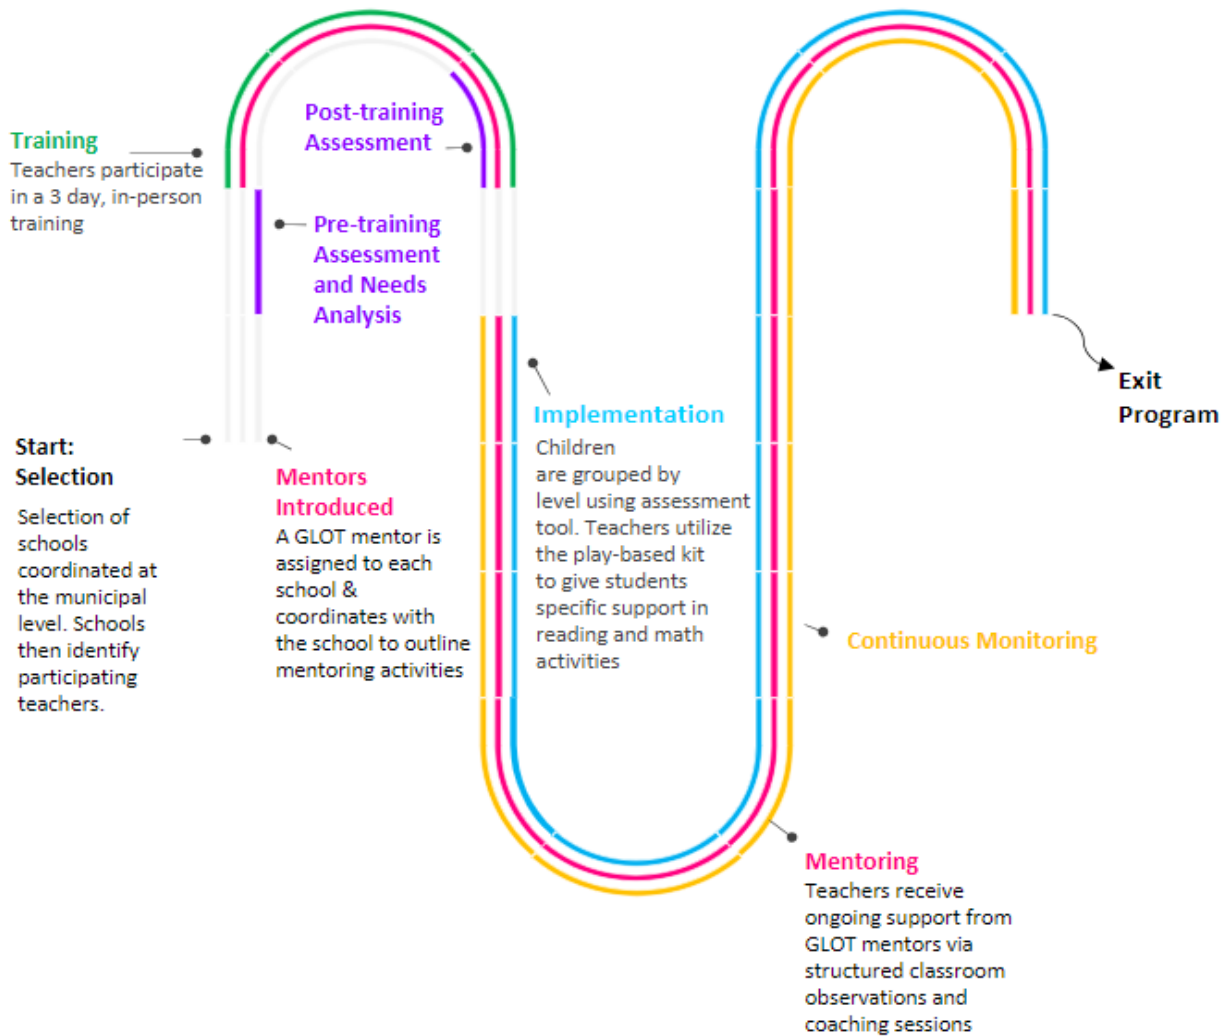 Training
Teachers participate
in a 3 day, in-person
training
Post-training
Assessment
Pre-training
Assessment
and Needs
Analysis
Start:
Selection
Selection of
schools
coordinated at
the municipal
level. Schools
then identify
participating
teachers.
Mentors
Introduced
A GLOT mentor is
assigned to each
school &
coordinates with
the school to outline
mentoring activities
Implementation
Children
are grouped by
level using assessment
tool. Teachers utilize
the play-based kit
to give students
specific support in
reading and math
activities
Continuous Monitoring
Mentoring
Teachers receive
ongoing support from
GLOT mentors via
structured classroom
observations and
coaching sessions
Exit
Program